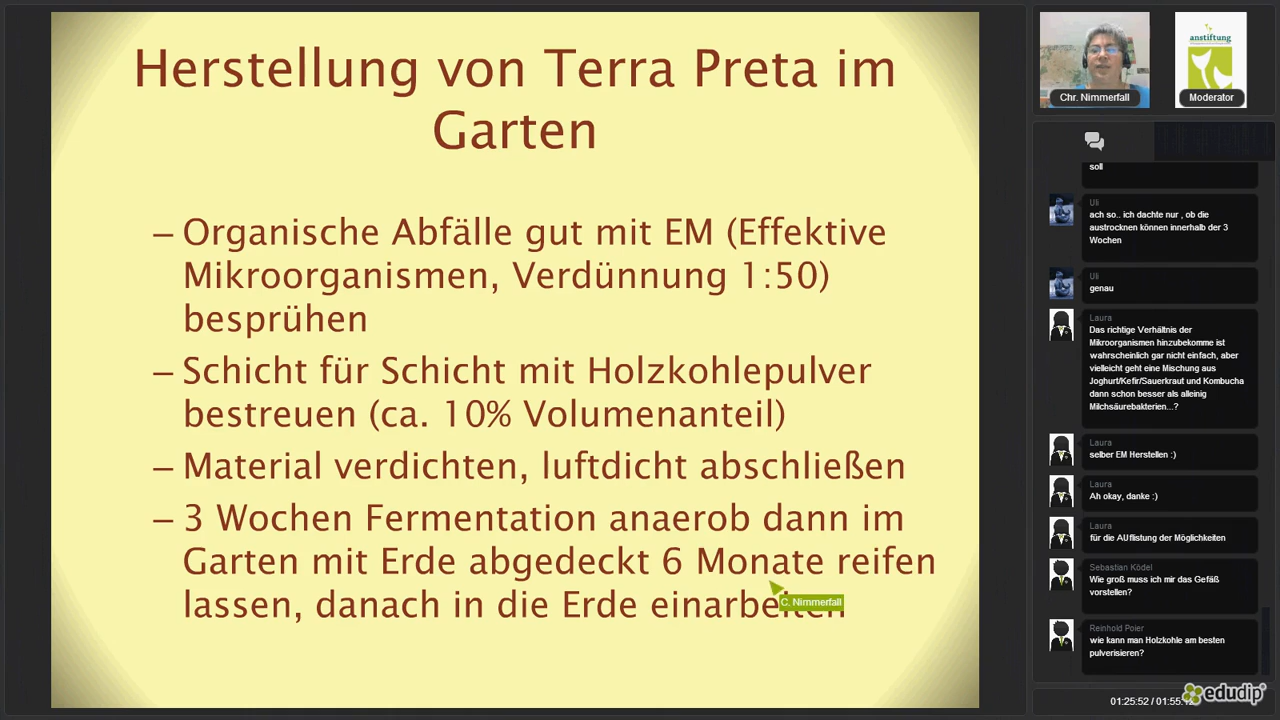 Herstellung von Terra Preta im
Garten
– Organische Abfälle gut mit EM (Effektive
Mikroorganismen, Verdünnung 1:50)
besprühen
– Schicht für Schicht mit Holzkohlepulver
bestreuen (ca. 10% Volumenanteil)
– Material verdichten, luftdicht abschließen
– 3 Wochen Fermentation anaerob dann im
Garten mit Erde abgedeckt 6 Monate reifen
lassen, danach in die Erde einarbeiten
C. Nimmerfall
Chr. Nimmerfall
anstiftung
Moderator
soll
Uli
ach so.. ich dachte nur , ob die
austrocknen können innerhalb der 3
Wochen
Uli
genau
Laura
Das richtige Verhältnis der
Mikroorganismen hinzubekomme ist
wahrscheinlich gar nicht einfach, aber
vielleicht geht eine Mischung aus
Joghurt/Kefir/Sauerkraut und Kombucha
dann schon besser als alleinig
Milchsäurebakterien...?
Laura
selber EM Herstellen :)
Laura
Ah okay, danke :)
Laura
für die AUflistung der Möglichkeiten
Sebastian Ködel
Wie groß muss ich mir das Gefäß
vorstellen?
Reinhold Poier
wie kann man Holzkohle am besten
pulverisieren?
01:25:52 / 01:55:
edudip